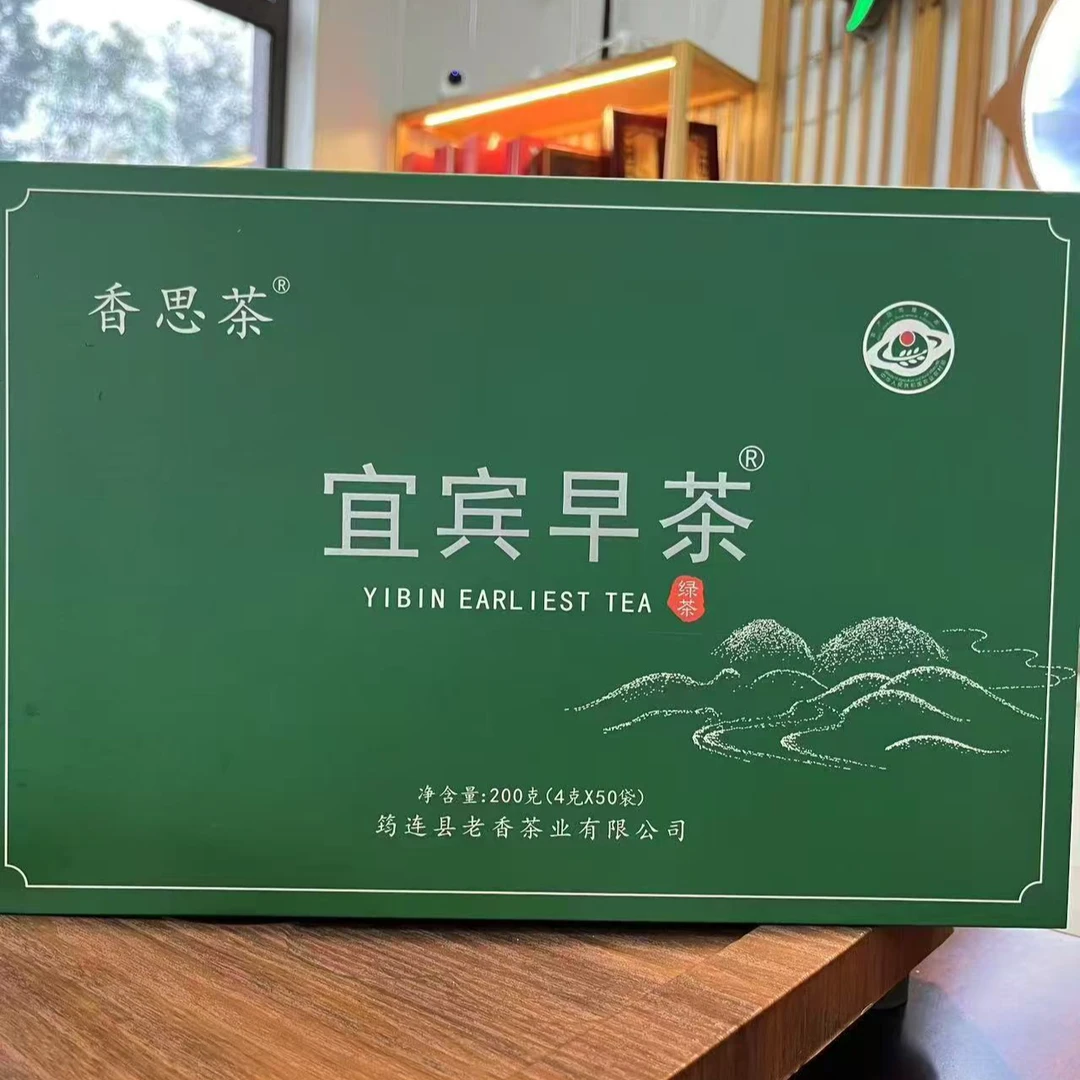 香思茶®
宜宾早茶®
YIBIN EARLIEST TEA
绿茶
净含量:200克(4克X50袋)
筠连县老香茶业有限公司